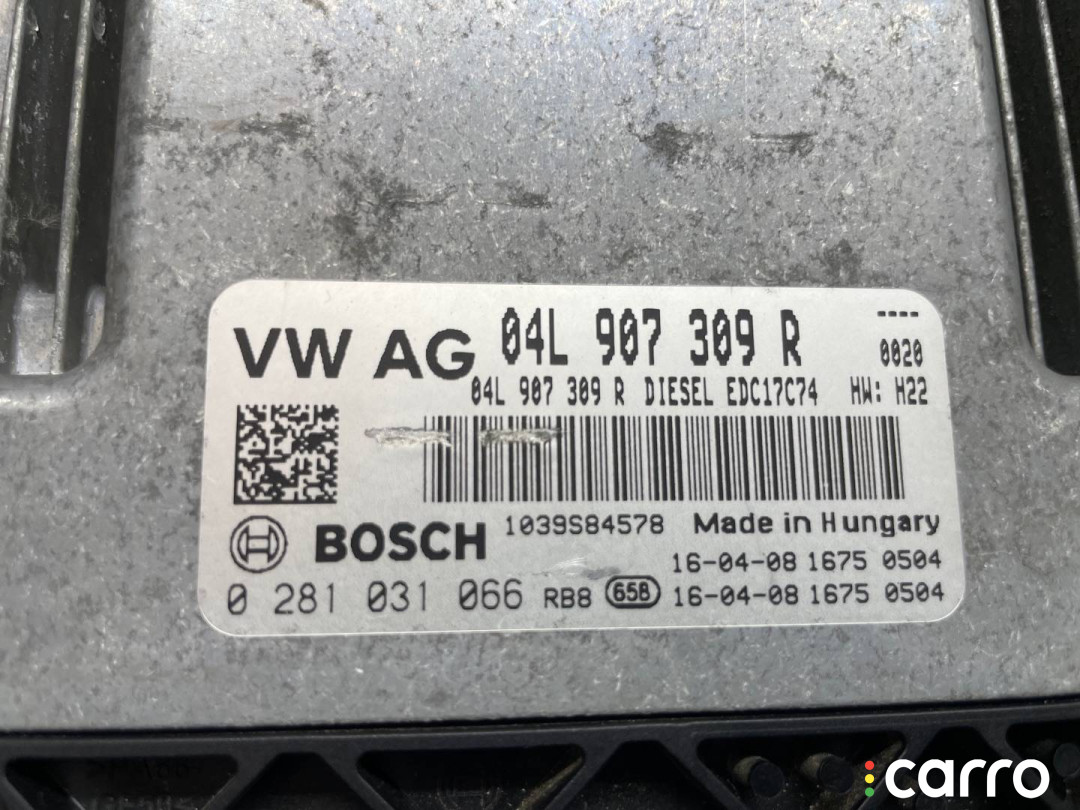 VW AG 04L 907 309 R ----
0020
04L 907 309 R DIESEL EDC17C74 HW: H22
BOSCH 1039S84578 Made in Hungary
16-04-08 1675 0504
0 281 031 066 RB8 658 16-04-08 1675 0504
carro